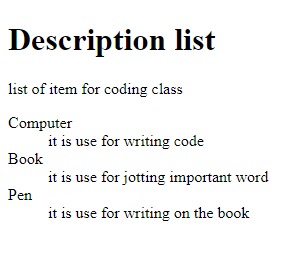 Description list
list of item for coding class
Computer
it is use for writing code
Book
it is use for jotting important word
Pen
it is use for writing on the book